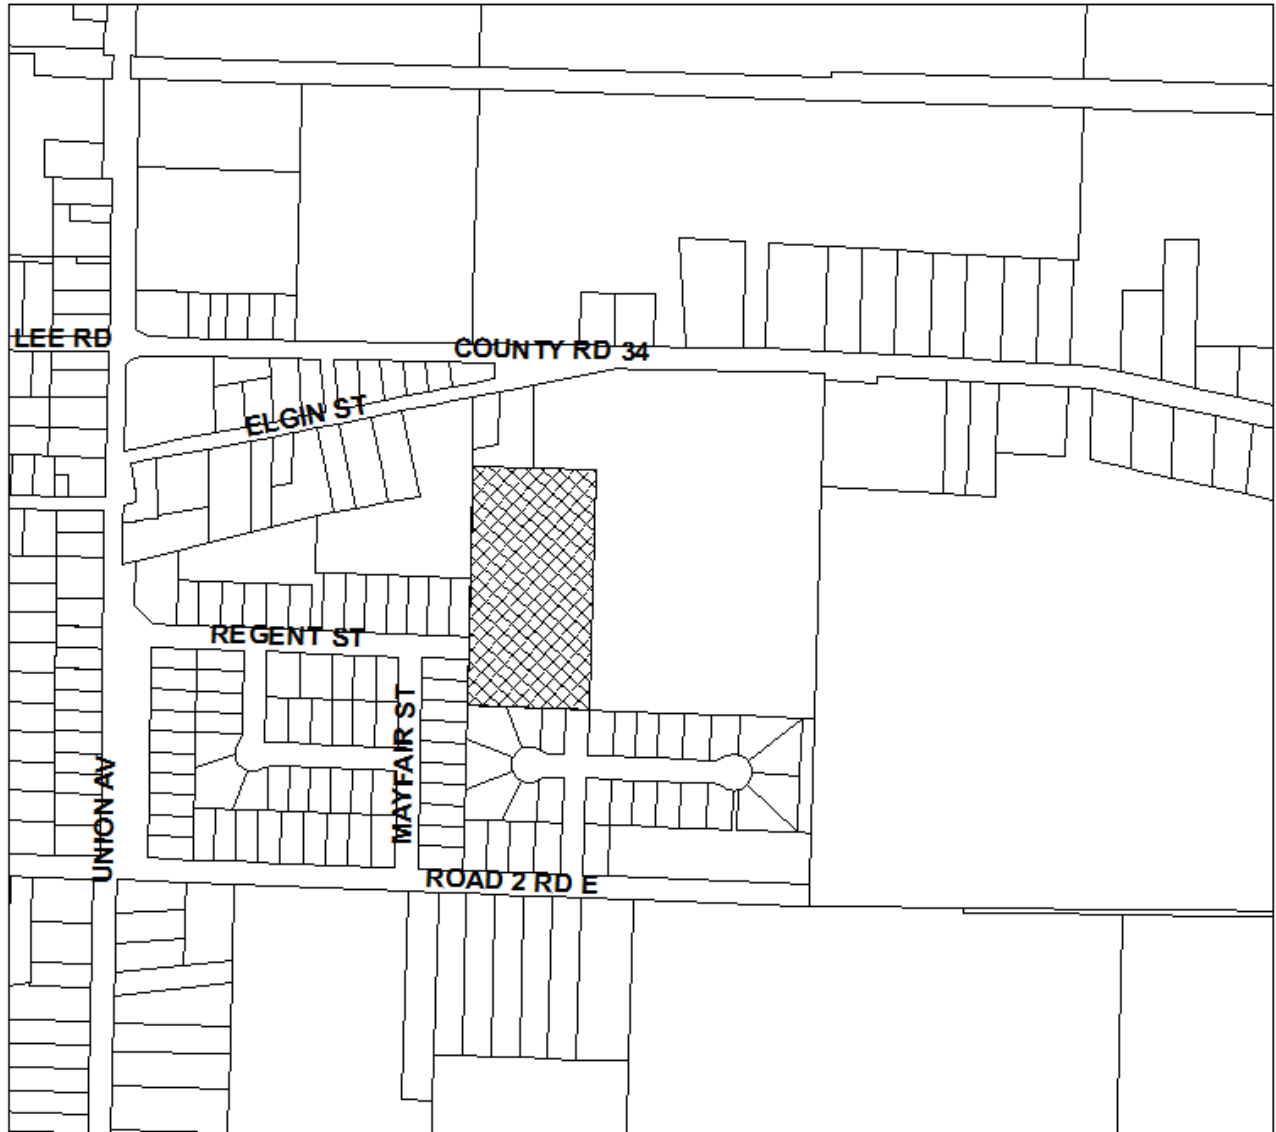 LEE RD
COUNTY RD 34
ELGIN ST
REGENT ST
MAYFAIR ST
UNION AV
ROAD 2 RD E